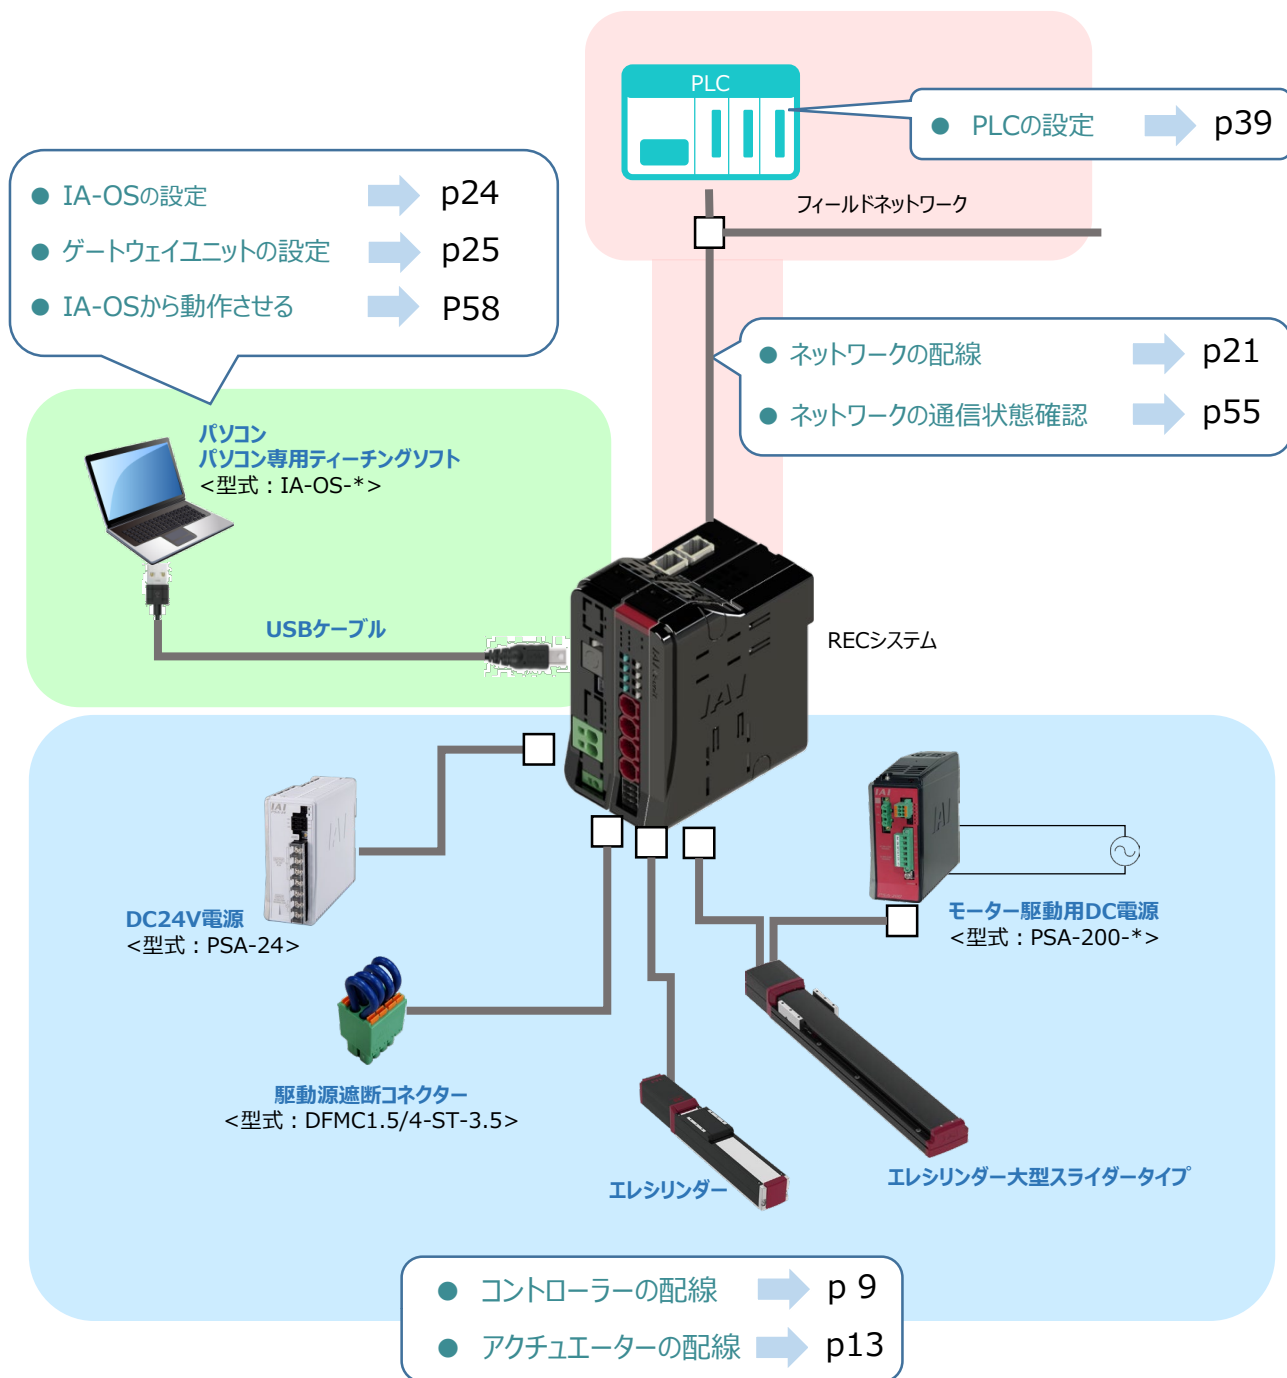 PLC
● PLCの設定 p39
フィールドネットワーク
● IA-OSの設定 p24
● ゲートウェイユニットの設定 p25
● IA-OSから動作させる P58
● ネットワークの配線 p21
● ネットワークの通信状態確認 p55
パソコン
パソコン専用ティーチングソフト
<型式：IA-OS-*>
USBケーブル
RECシステム
IAI
IAI
IAI
DC24V電源
<型式：PSA-24>
モーター駆動用DC電源
<型式：PSA-200-*>
駆動源遮断コネクター
<型式：DFMC1.5/4-ST-3.5>
エレシリンダー
エレシリンダー大型スライダータイプ
● コントローラーの配線 p 9
● アクチュエーターの配線 p13